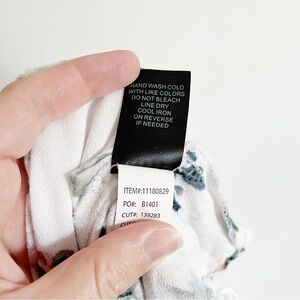 HAND WASH COLD
WITH LIKE COLORS
DO NOT BLEACH
LINE DRY
COOL IRON
ON REVERSE
IF NEEDED
ITEM#:11180829
PO#: B1401
CUT#: 139283